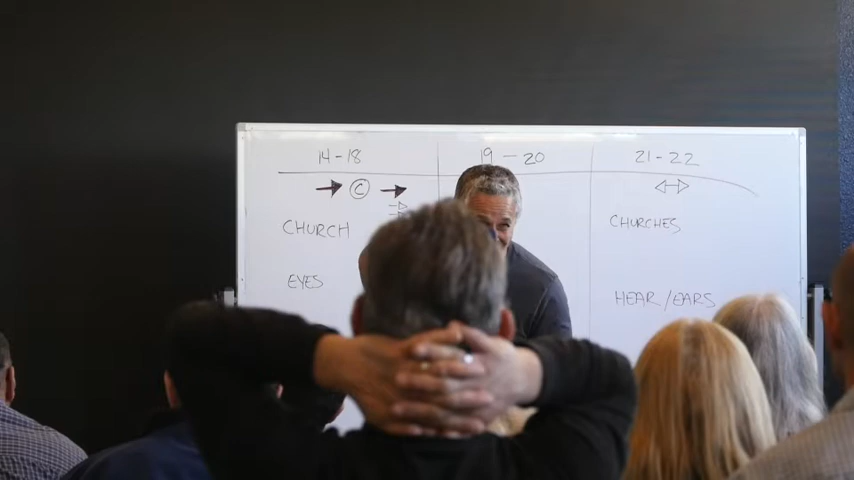 14-18
19-20
21-22
→ © →
CHURCH
CHURCHES
EYES
HEAR/EARS